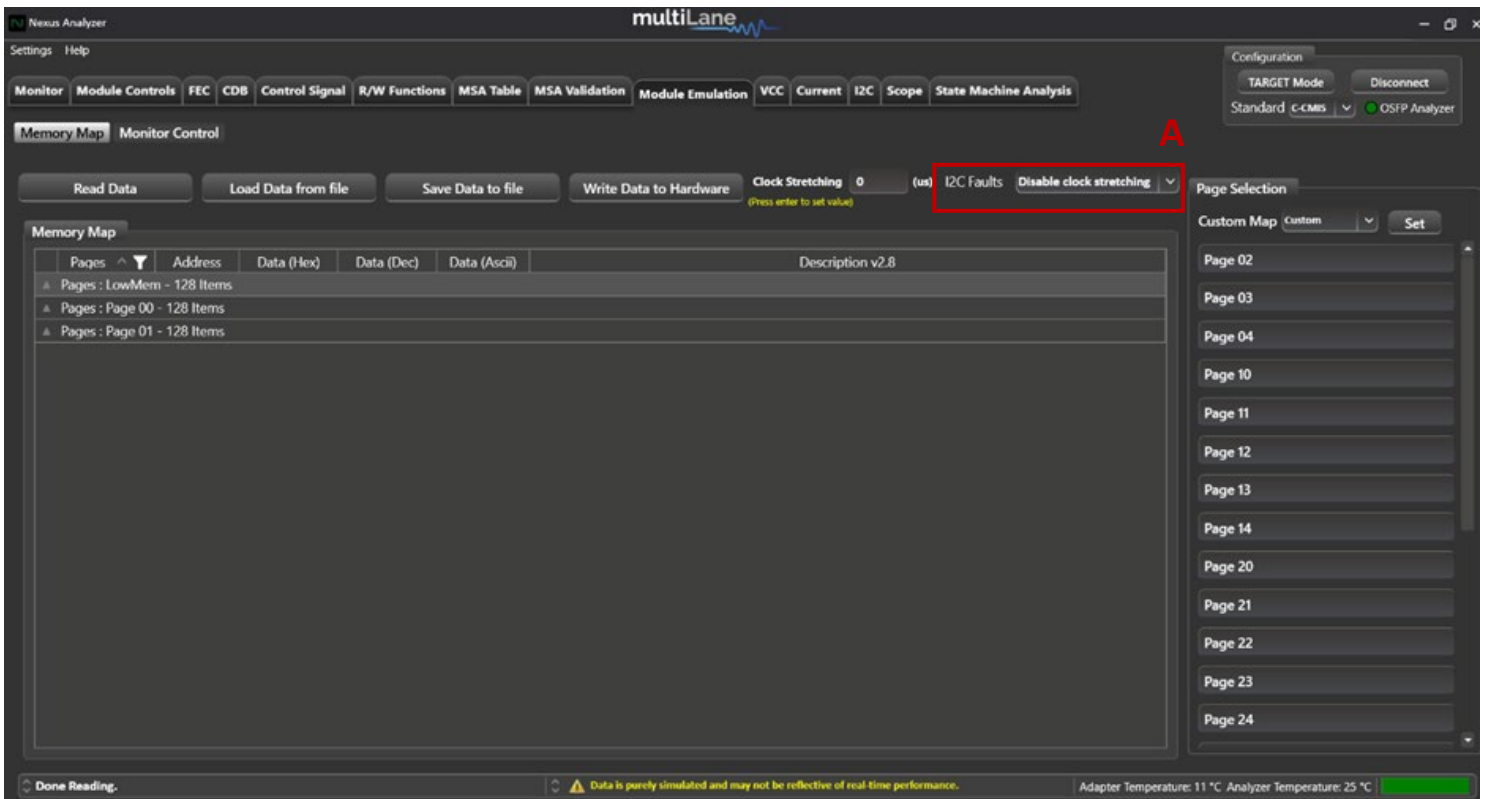 Nexus Analyzer
multiLane
Settings Help
Configuration
TARGET Mode Disconnect
Standard C-CMIS OSFP Analyzer
Monitor Module Controls FEC CDB Control Signal R/W Functions MSA Table MSA Validation Module Emulation VCC Current I2C Scope State Machine Analysis
Memory Map Monitor Control
A
Read Data Load Data from file Save Data to file Write Data to Hardware Clock Stretching 0 (us) I2C Faults Disable clock stretching
(Press enter to set value)
Page Selection
Custom Map Custom Set
Memory Map
Pages Address Data (Hex) Data (Dec) Data (Ascii) Description v2.8
Pages : LowMem - 128 Items
Pages : Page 00 - 128 Items
Pages : Page 01 - 128 Items
Page 02
Page 03
Page 04
Page 10
Page 11
Page 12
Page 13
Page 14
Page 20
Page 21
Page 22
Page 23
Page 24
Done Reading. Data is purely simulated and may not be reflective of real-time performance. Adapter Temperature: 11 °C Analyzer Temperature: 25 °C